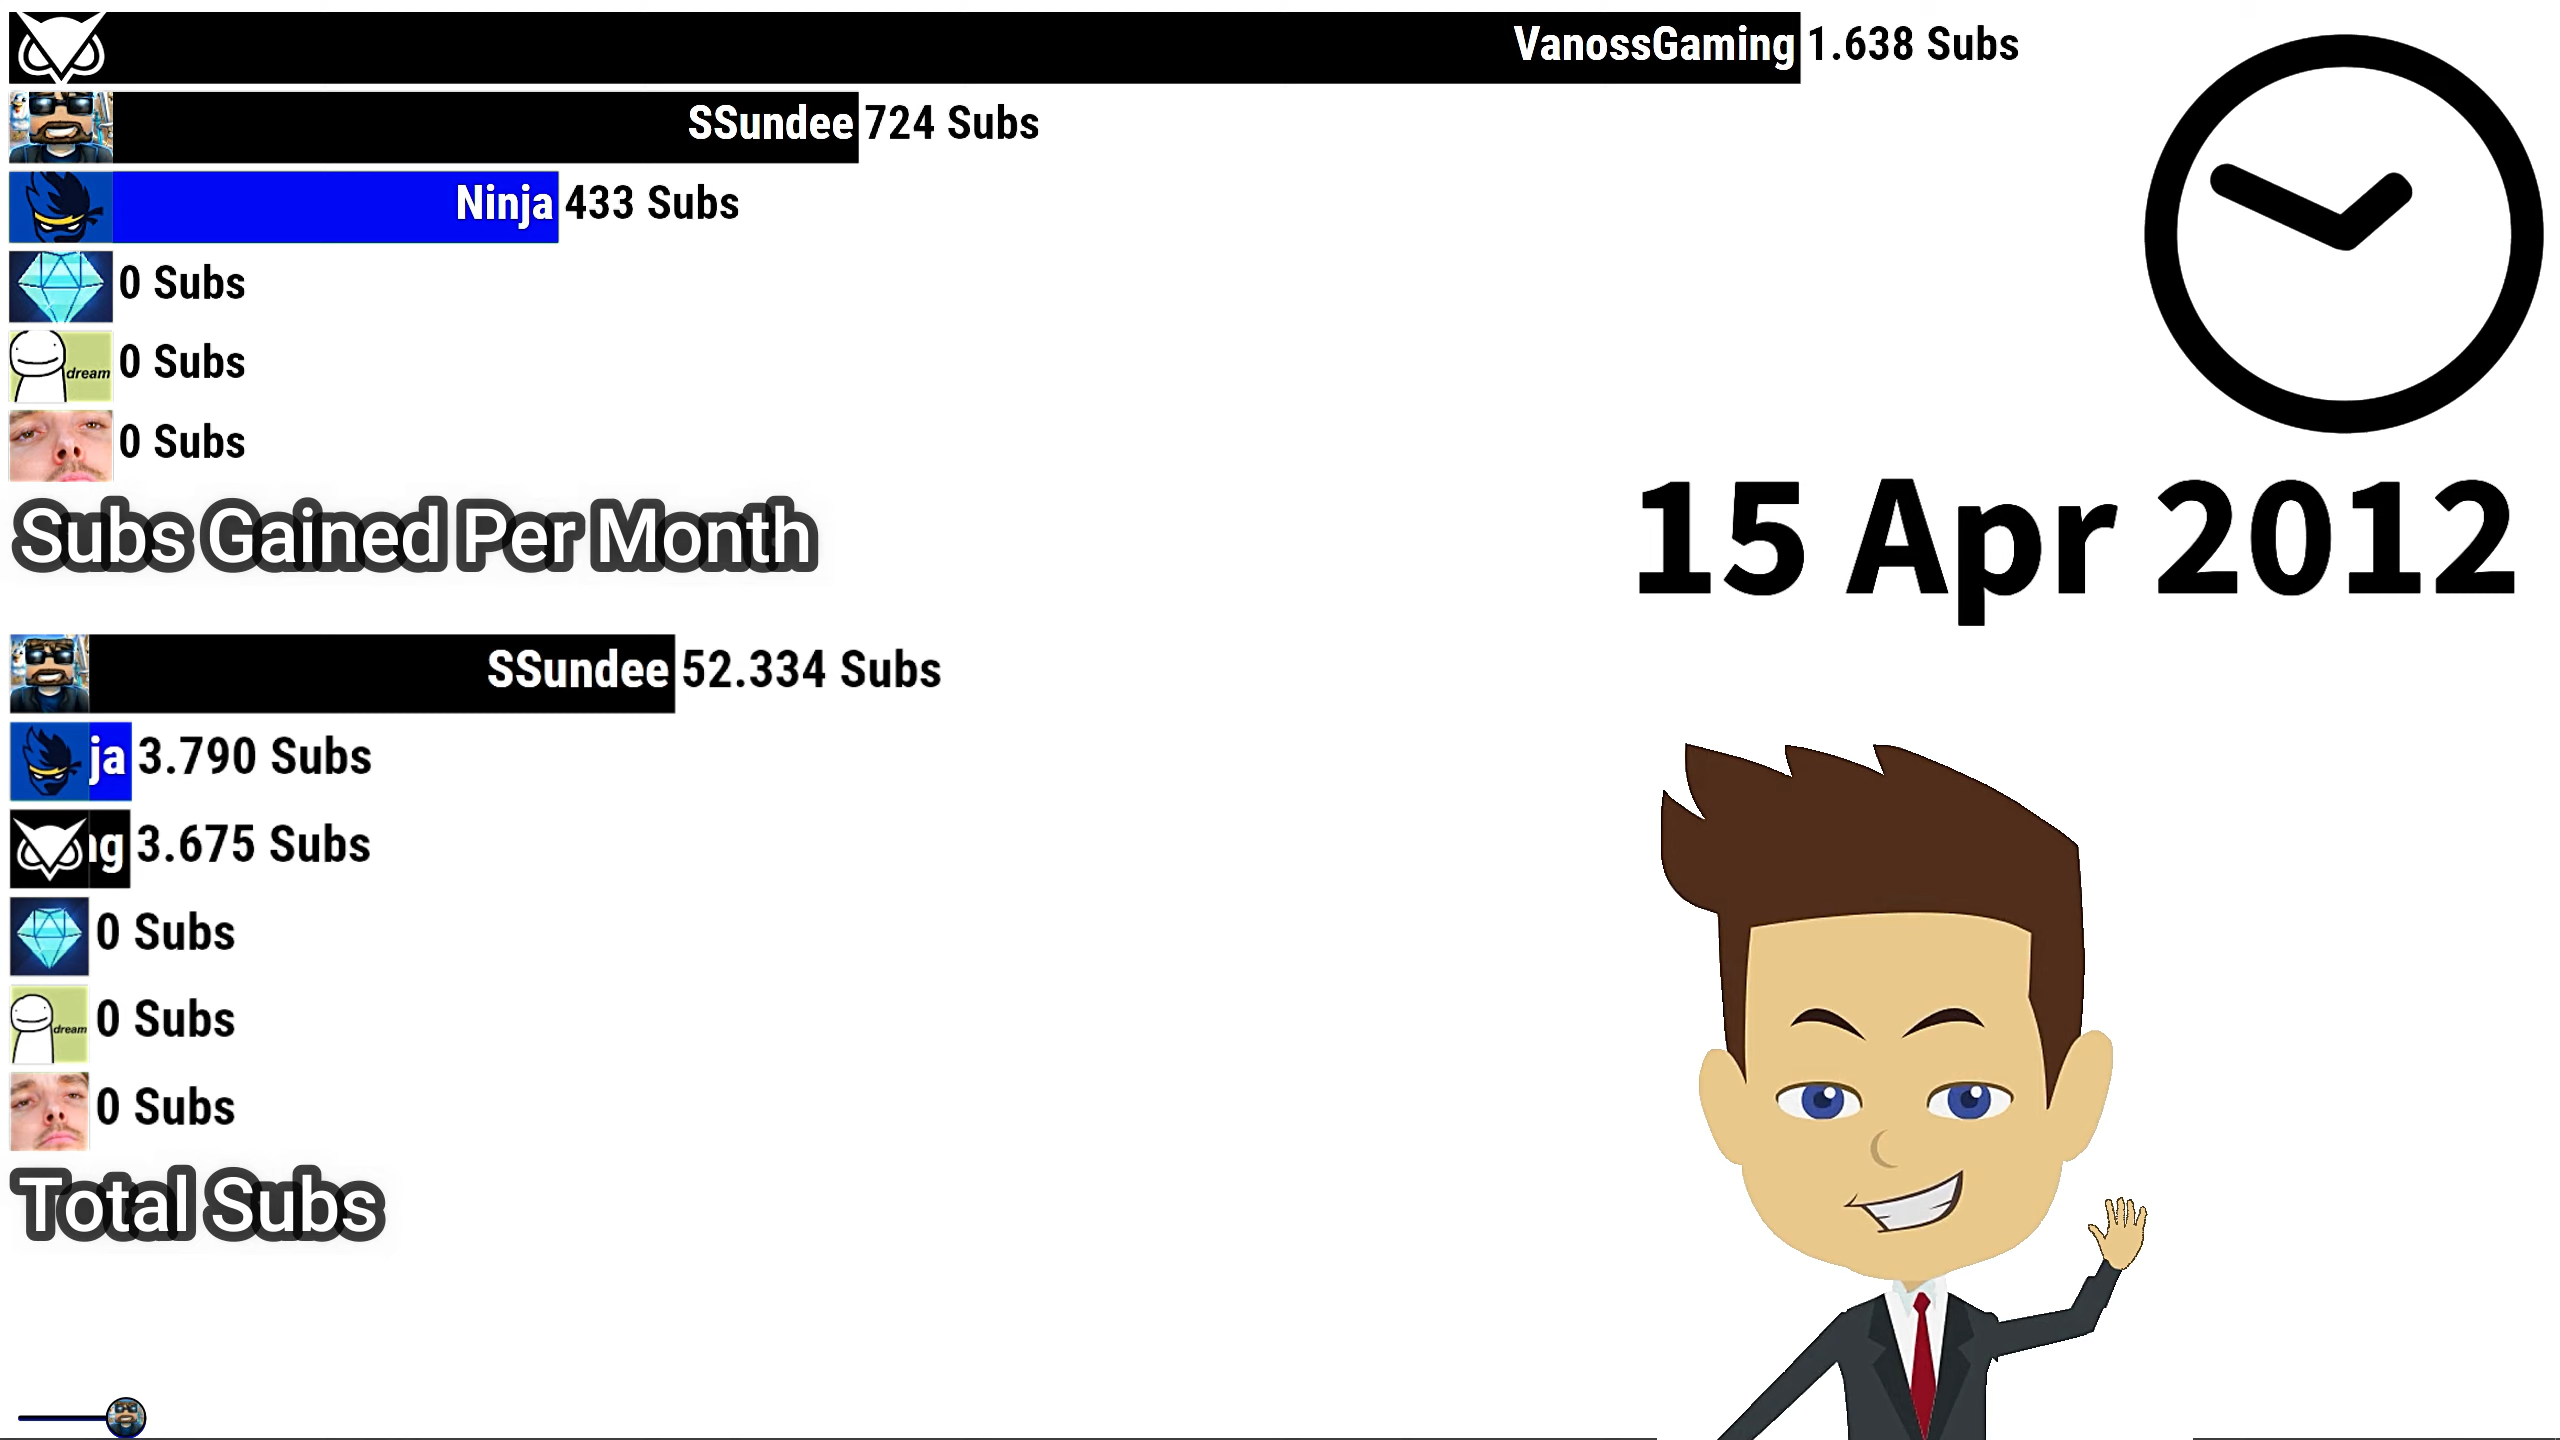 VanossGaming 1.638 Subs
SSundee 724 Subs
Ninja 433 Subs
0 Subs
dream 0 Subs
0 Subs
Subs Gained Per Month
15 Apr 2012
SSundee 52.334 Subs
ja 3.790 Subs
ng 3.675 Subs
0 Subs
dream 0 Subs
0 Subs
Total Subs